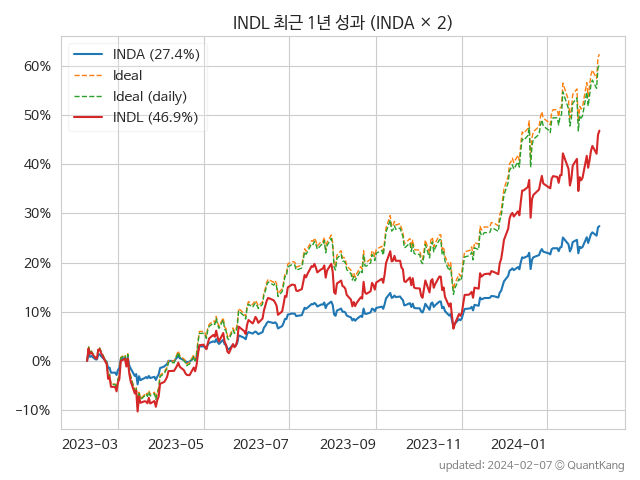 INDL 최근 1년 성과 (INDA × 2)
INDA (27.4%)
Ideal
Ideal (daily)
INDL (46.9%)
60%
50%
40%
30%
20%
10%
0%
−10%
2023-03
2023-05
2023-07
2023-09
2023-11
2024-01
updated: 2024-02-07 © QuantKang